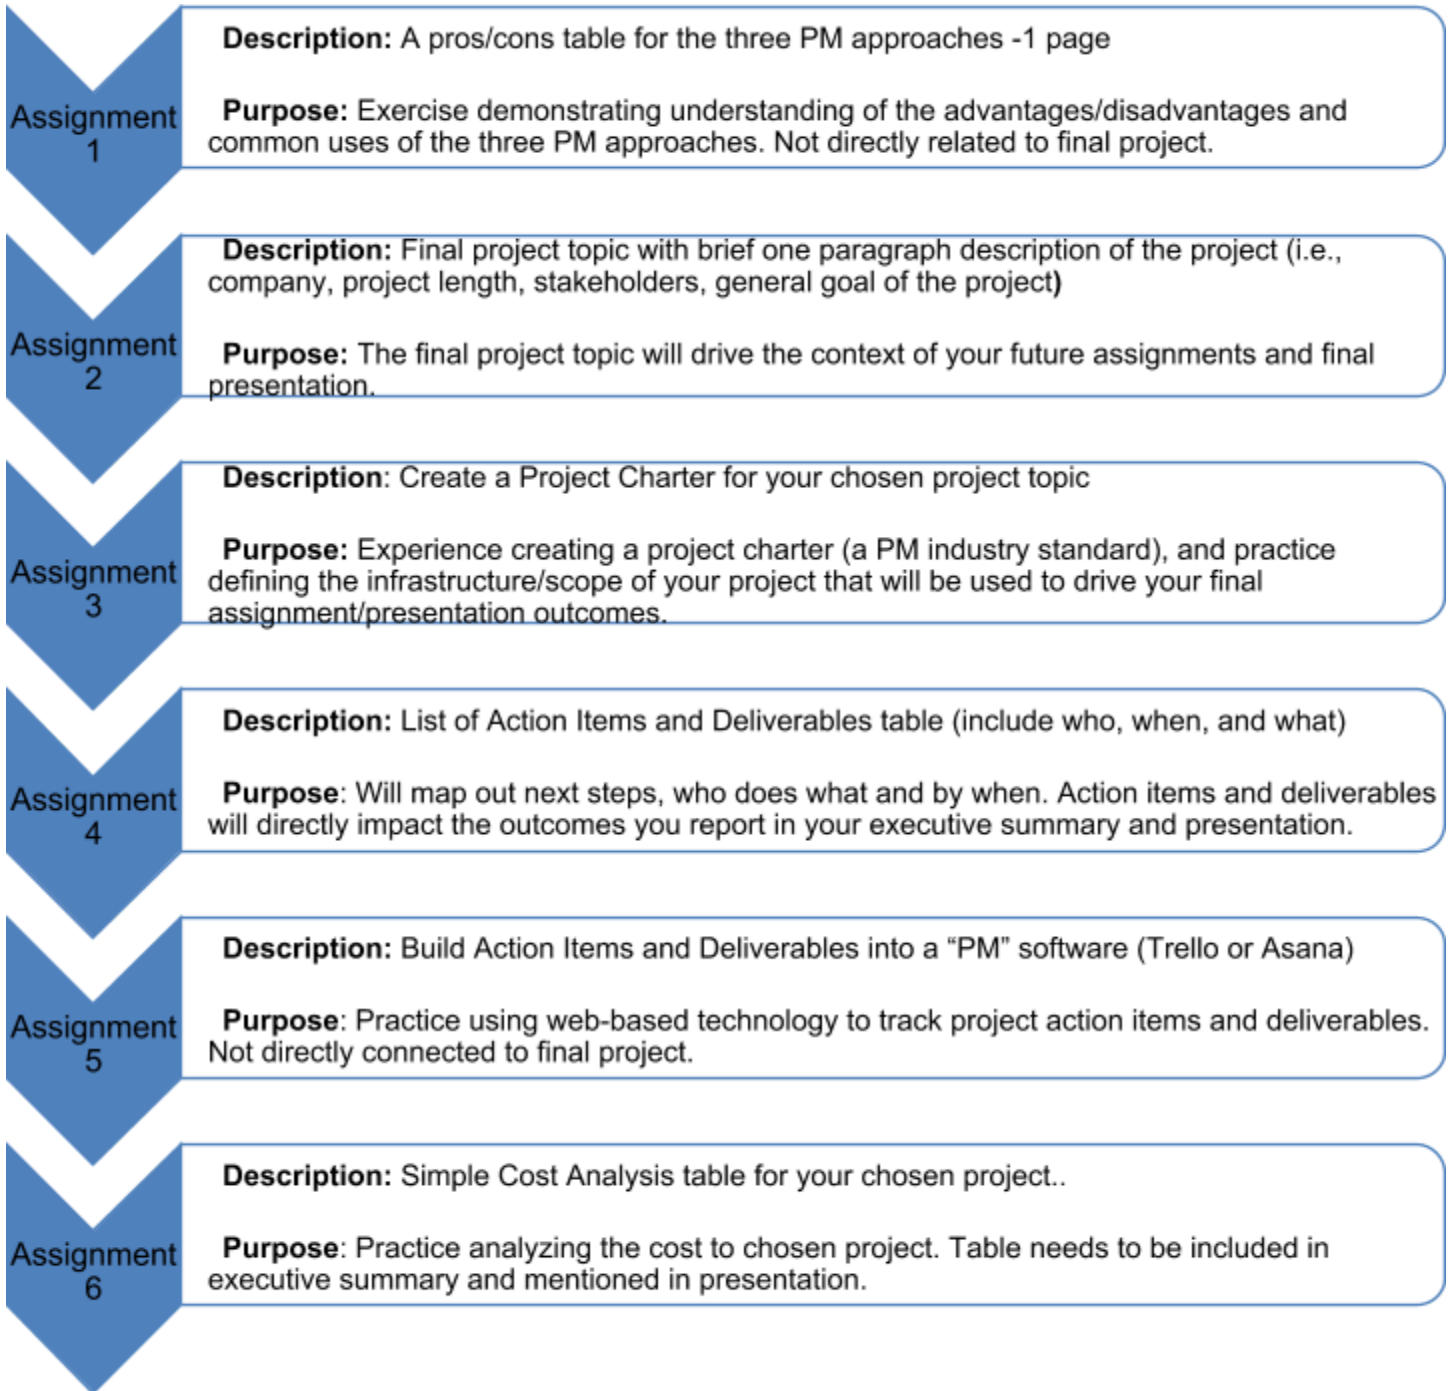 Assignment
1
Description: A pros/cons table for the three PM approaches -1 page
Purpose: Exercise demonstrating understanding of the advantages/disadvantages and
common uses of the three PM approaches. Not directly related to final project.
Assignment
2
Description: Final project topic with brief one paragraph description of the project (i.e.,
company, project length, stakeholders, general goal of the project)
Purpose: The final project topic will drive the context of your future assignments and final
presentation.
Assignment
3
Description: Create a Project Charter for your chosen project topic
Purpose: Experience creating a project charter (a PM industry standard), and practice
defining the infrastructure/scope of your project that will be used to drive your final
assignment/presentation outcomes.
Assignment
4
Description: List of Action Items and Deliverables table (include who, when, and what)
Purpose: Will map out next steps, who does what and by when. Action items and deliverables
will directly impact the outcomes you report in your executive summary and presentation.
Assignment
5
Description: Build Action Items and Deliverables into a “PM” software (Trello or Asana)
Purpose: Practice using web-based technology to track project action items and deliverables.
Not directly connected to final project.
Assignment
6
Description: Simple Cost Analysis table for your chosen project..
Purpose: Practice analyzing the cost to chosen project. Table needs to be included in
executive summary and mentioned in presentation.